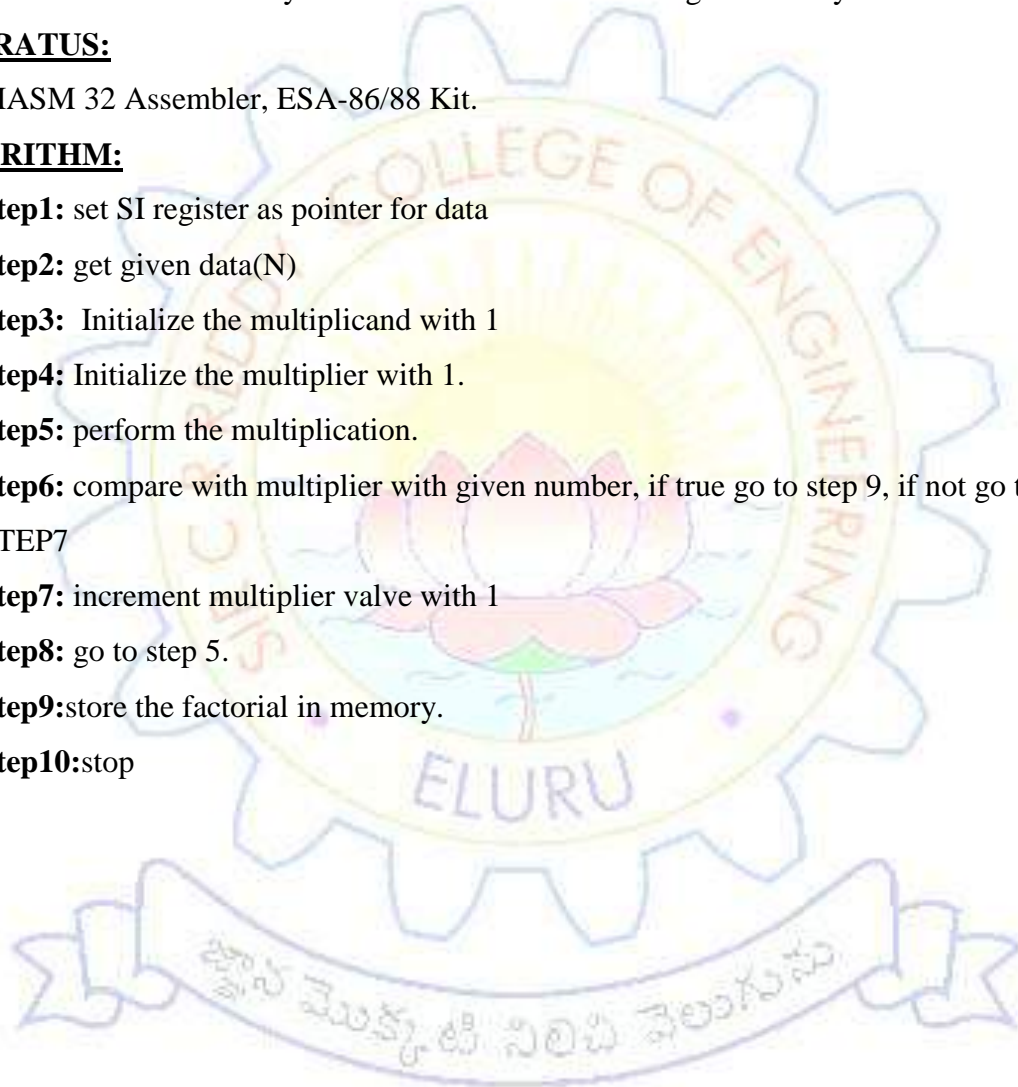 RATUS:
IASM 32 Assembler, ESA-86/88 Kit.
RITHM:
tep1: set SI register as pointer for data
tep2: get given data(N)
tep3: Initialize the multiplicand with 1
tep4: Initialize the multiplier with 1.
tep5: perform the multiplication.
tep6: compare with multiplier with given number, if true go to step 9, if not go t
TEP7
tep7: increment multiplier valve with 1
tep8: go to step 5.
tep9:store the factorial in memory.
tep10:stop
SIR C R REDDY COLLEGE OF ENGINEERING
ELURU